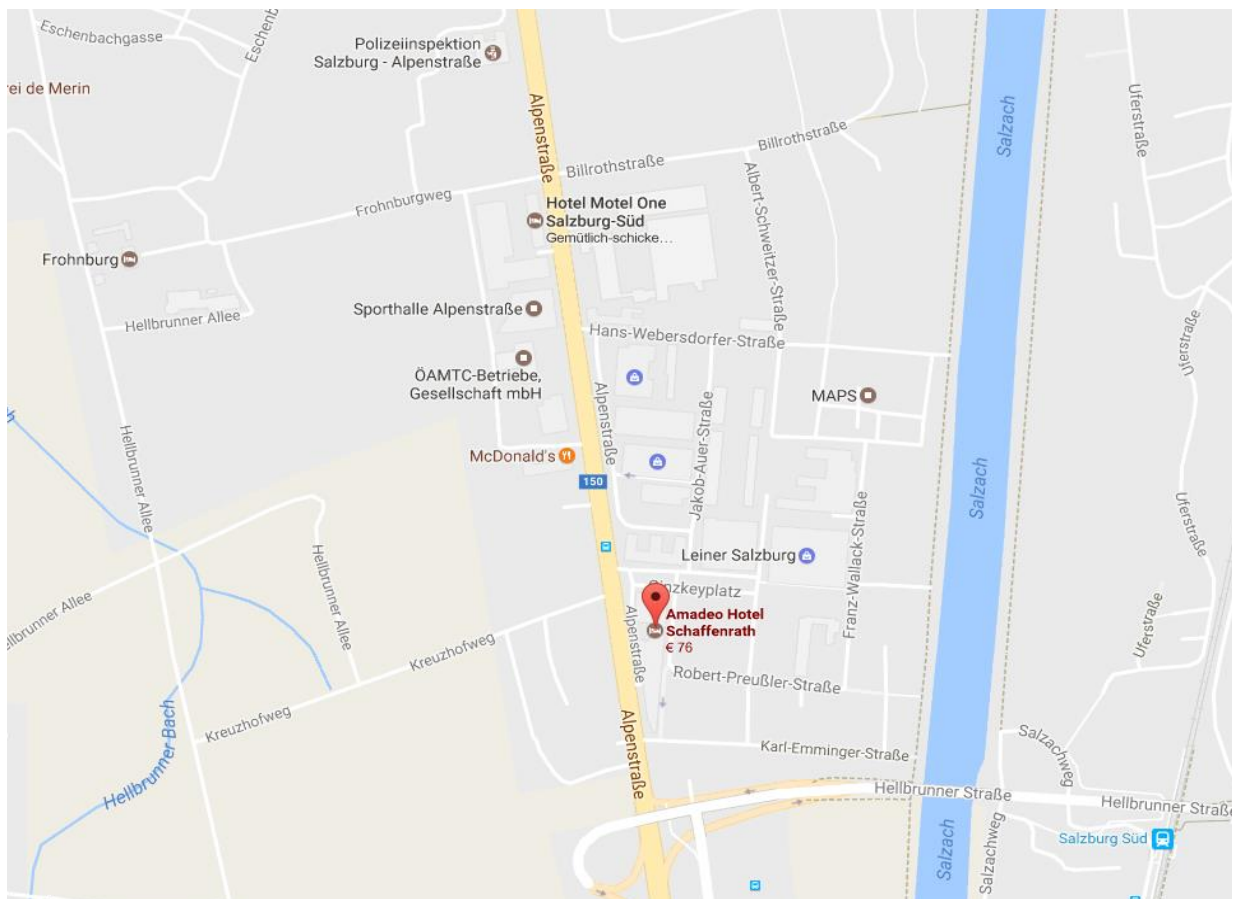 Eschenbachgasse
Polizeiinspektion
Salzburg - Alpenstraße
rei de Merin
Alpenstraße
Salzach
Uferstraße
Billrothstraße
Billrothstraße
Frohnburgweg
Albert-Schweitzer-Straße
Hotel Motel One
Salzburg-Süd
Gemütlich-schicke...
Frohnburg
Sporthalle Alpenstraße
Hellbrunner Allee
Hans-Webersdorfer-Straße
Uferstraße
ÖAMTC-Betriebe,
Gesellschaft mbH
Alpenstraße
MAPS
Jakob-Auer-Straße
Hellbrunner Allee
McDonald's
150
Salzach
Franz-Wallack-Straße
Uferstraße
Leiner Salzburg
Hellbrunner Allee
Amadeo Hotel
Schaffenrath
€ 76
Alpenstraße
Uferstraße
Kreuzhofweg
Robert-Preußler-Straße
Kreuzhofweg
Hellbrunner Bach
Alpenstraße
Karl-Emminger-Straße
Salzachweg
Hellbrunner Straße
Hellbrunner Straße
Salzburg Süd
Salzach
Salzachweg